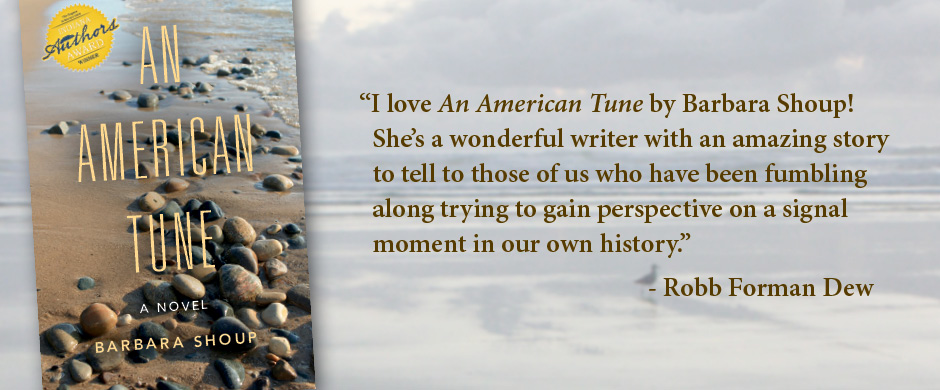 Authors
AWARD
WINNER
AN
AMERICAN
TUNE
A NOVEL
BARBARA SHOUP
“I love An American Tune by Barbara Shoup!
She’s a wonderful writer with an amazing story
to tell to those of us who have been fumbling
along trying to gain perspective on a signal
moment in our own history.”
- Robb Forman Dew